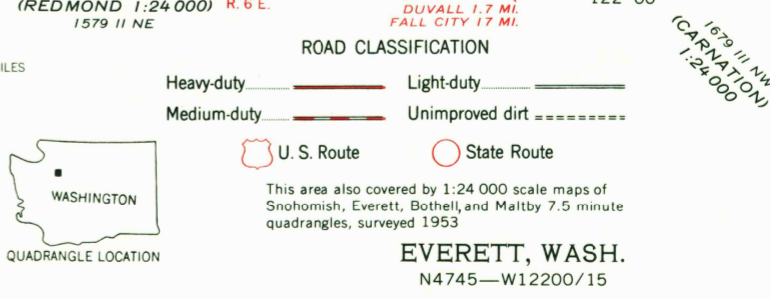 (REDMOND 1:24 000) R. 6 E.
1579 II NE
DUVALL 1.7 MI.
FALL CITY 17 MI.
1679 III NW
(CARNATION)
1:24 000
ILES
ROAD CLASSIFICATION
Heavy-duty Light-duty
Medium-duty Unimproved dirt
U. S. Route State Route
WASHINGTON
QUADRANGLE LOCATION
This area also covered by 1:24 000 scale maps of
Snohomish, Everett, Bothell, and Maltby 7.5 minute
quadrangles, surveyed 1953
EVERETT, WASH.
N4745—W12200/15